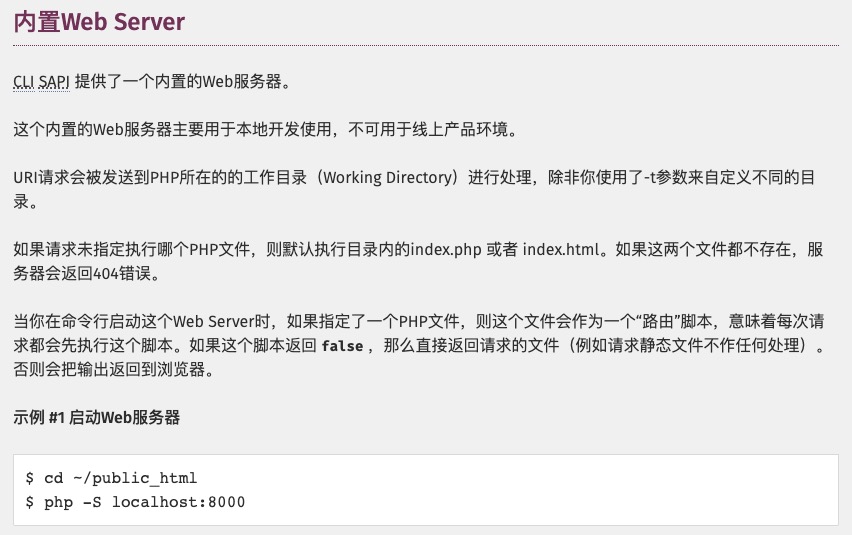 内置Web Server
CLI SAPI 提供了一个内置的Web服务器。
这个内置的Web服务器主要用于本地开发使用，不可用于线上产品环境。
URI请求会被发送到PHP所在的的工作目录（Working Directory）进行处理，除非你使用了-t参数来自定义不同的目
录。
如果请求未指定执行哪个PHP文件，则默认执行目录内的index.php 或者 index.html。如果这两个文件都不存在，服
务器会返回404错误。
当你在命令行启动这个Web Server时，如果指定了一个PHP文件，则这个文件会作为一个“路由”脚本，意味着每次请
求都会先执行这个脚本。如果这个脚本返回 false ，那么直接返回请求的文件（例如请求静态文件不作任何处理）。
否则会把输出返回到浏览器。
示例 #1 启动Web服务器
$ cd ~/public_html
$ php -S localhost:8000